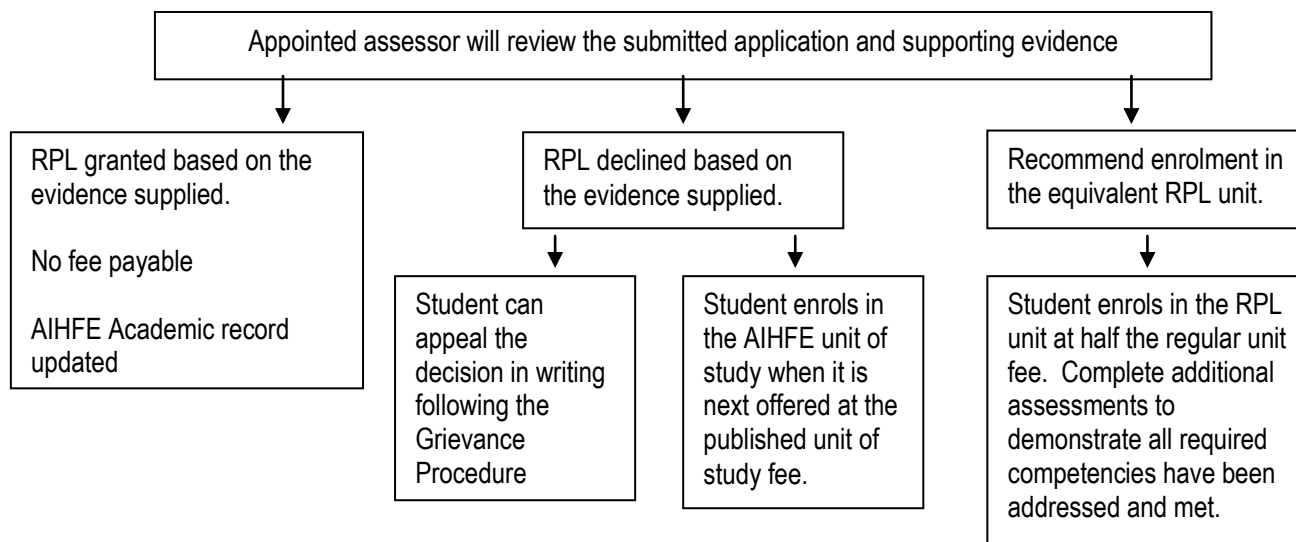 Appointed assessor will review the submitted application and supporting evidence
RPL granted based on the
evidence supplied.
No fee payable
AIHFE Academic record
updated
RPL declined based on
the evidence supplied.
Recommend enrolment in
the equivalent RPL unit.
Student can
appeal the
decision in writing
following the
Grievance
Procedure
Student enrols in
the AIHFE unit of
study when it is
next offered at the
published unit of
study fee.
Student enrols in the RPL
unit at half the regular unit
fee.  Complete additional
assessments to
demonstrate all required
competencies have been
addressed and met.